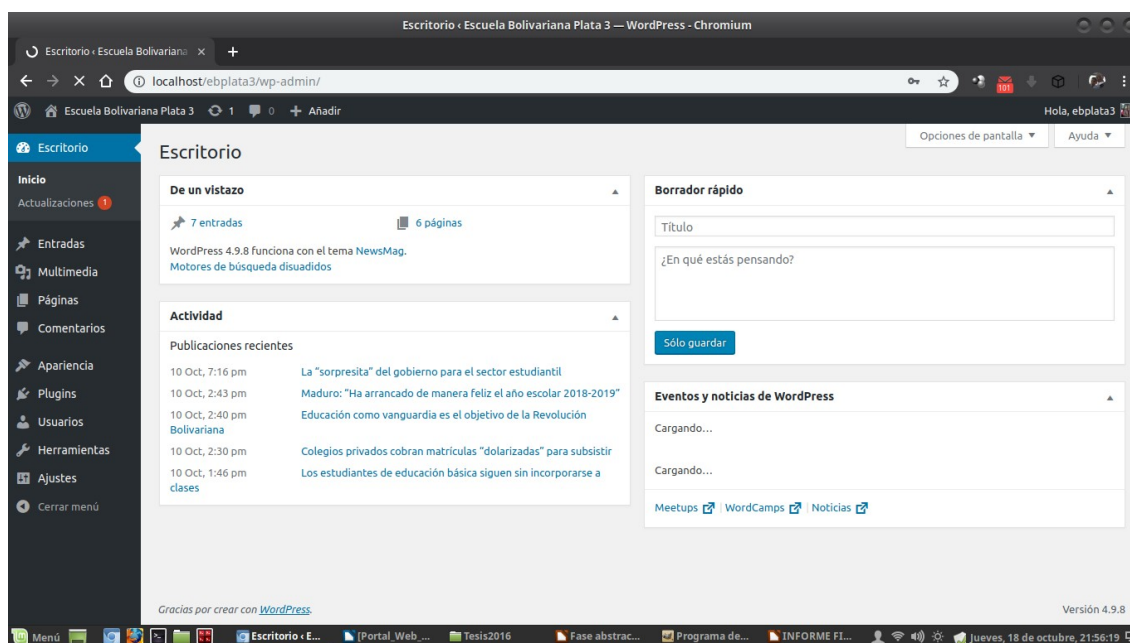 Escritorio ‹ Escuela Bolivariana Plata 3 — WordPress - Chromium
Escritorio ‹ Escuela Bolivariana
localhost/ebplata3/wp-admin/
101
Escuela Bolivariana Plata 3 1 0 Añadir
Hola, ebplata3
Escritorio
Inicio
Actualizaciones 1
Entradas
Multimedia
Páginas
Comentarios
Apariencia
Plugins
Usuarios
Herramientas
Ajustes
Cerrar menú
Opciones de pantalla
Ayuda
Escritorio
De un vistazo
7 entradas
6 páginas
WordPress 4.9.8 funciona con el tema NewsMag.
Motores de búsqueda disuadidos
Actividad
Publicaciones recientes
10 Oct, 7:16 pm La “sorpresita” del gobierno para el sector estudiantil
10 Oct, 2:43 pm Maduro: “Ha arrancado de manera feliz el año escolar 2018-2019”
10 Oct, 2:40 pm Educación como vanguardia es el objetivo de la Revolución
Bolivariana
10 Oct, 2:30 pm Colegios privados cobran matrículas “dolarizadas” para subsistir
10 Oct, 1:46 pm Los estudiantes de educación básica siguen sin incorporarse a
clases
Borrador rápido
Título
¿En qué estás pensando?
Sólo guardar
Eventos y noticias de WordPress
Cargando…
Cargando…
Meetups | WordCamps | Noticias
Gracias por crear con WordPress.
Versión 4.9.8
Menú
Escritorio ‹ E...
[Portal_Web_...
Tesis2016
Fase abstrac...
Programa de...
INFORME FI...
Jueves, 18 de octubre, 21:56:19